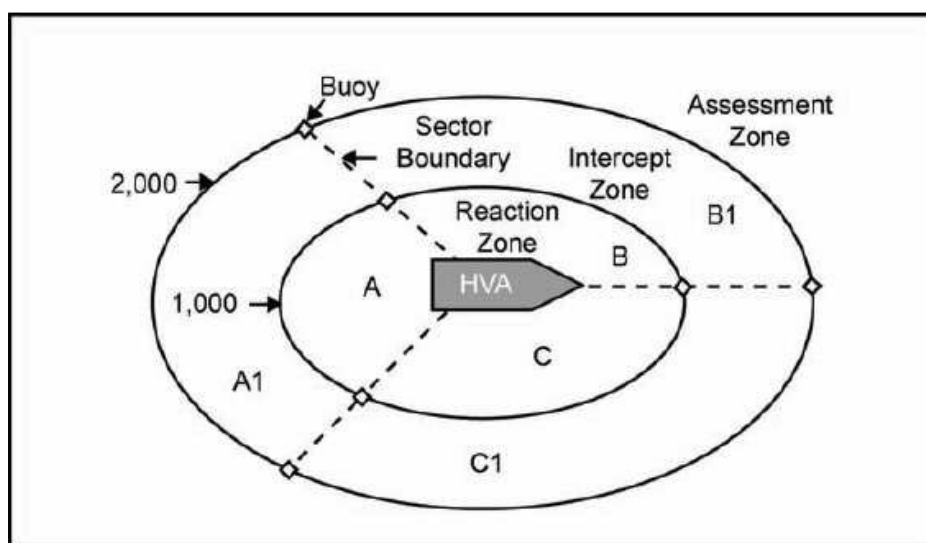 Buoy
Assessment
Zone
Sector
Boundary
Intercept
Zone
2,000
B1
Reaction
Zone
B
HVA
A
1,000
C
A1
C1